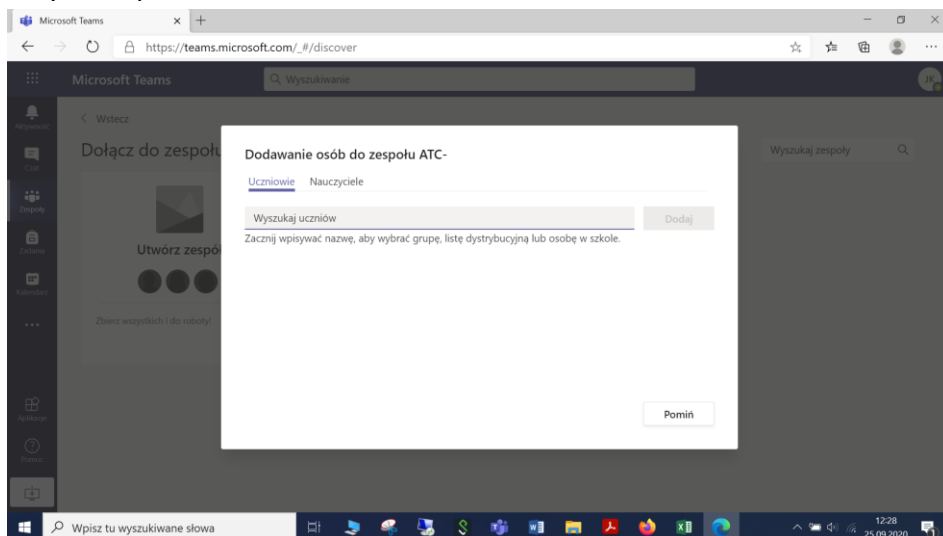 Microsoft Teams
https://teams.microsoft.com/_#/discover
Microsoft Teams
Wyszukiwanie
JK
Aktywność
Wstecz
Dołącz do zespołu
Wyszukaj zespoły
Czat
Zespoły
Zadania
Kalendarz
Utwórz zespół
Zbierz wszystkich i do roboty!
Dodawanie osób do zespołu ATC-
Uczniowie Nauczyciele
Wyszukaj uczniów
Dodaj
Zacznij wpisywać nazwę, aby wybrać grupę, listę dystrybucyjną lub osobę w szkole.
Pomiń
Aplikacje
Pomoc
Wpisz tu wyszukiwane słowa
12:28
25.09.2020